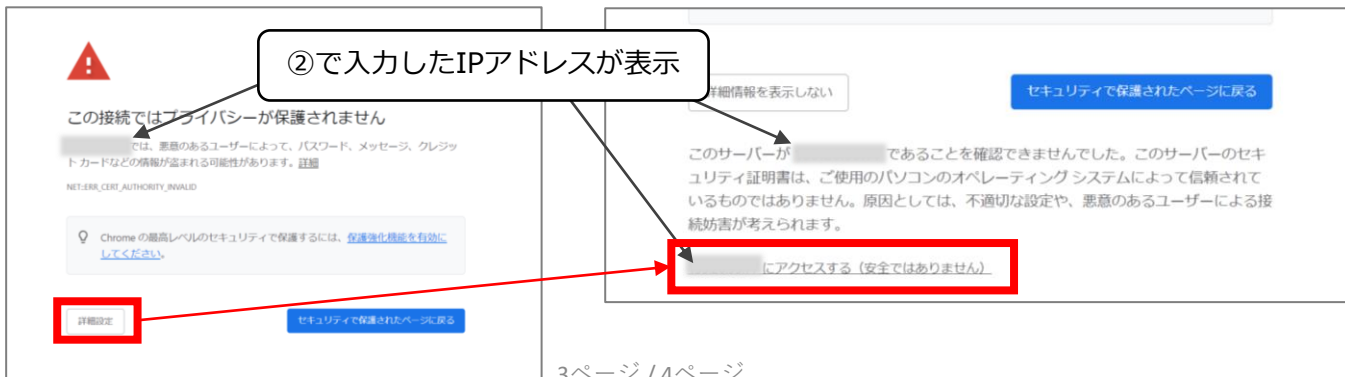 ②で入力したIPアドレスが表示
この接続ではプライバシーが保護されません
では、悪意のあるユーザーによって、パスワード、メッセージ、クレジッ
ト カードなどの情報が盗まれる可能性があります。詳細
NET::ERR_CERT_AUTHORITY_INVALID
Chrome の最高レベルのセキュリティで保護するには、保護強化機能を有効に
してください。
詳細設定
セキュリティで保護されたページに戻る
詳細情報を表示しない
セキュリティで保護されたページに戻る
このサーバーが
であることを確認できませんでした。このサーバーのセキ
ュリティ証明書は、ご使用のパソコンのオペレーティング システムによって信頼されて
いるものではありません。原因としては、不適切な設定や、悪意のあるユーザーによる接
続妨害が考えられます。
にアクセスする（安全ではありません）
3ページ / 4ページ